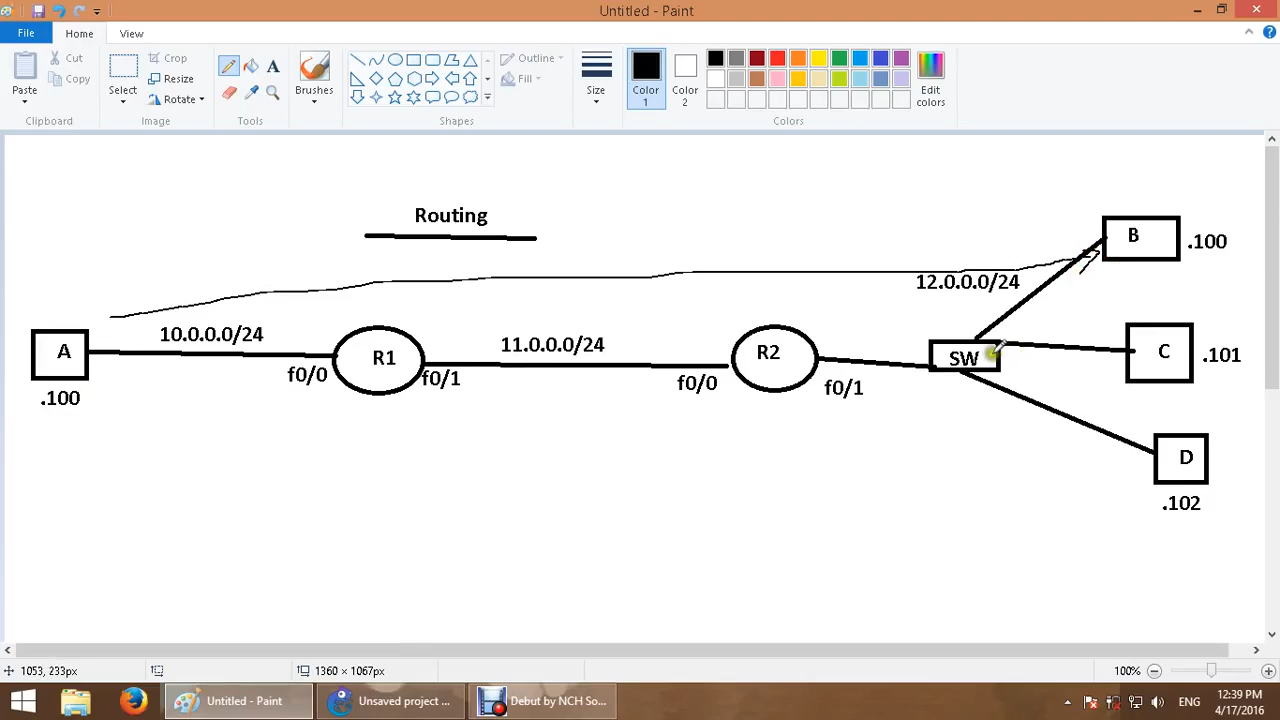 Untitled - Paint
File
Home
View
Paste
Cut
Copy
Clipboard
Select
Crop
Resize
Rotate
Image
Tools
Brushes
Shapes
Outline
Fill
Size
Color 1
Color 2
Edit colors
Colors
Routing
B
.100
12.0.0.0/24
A
10.0.0.0/24
R1
11.0.0.0/24
R2
SW
C
.101
f0/0
f0/1
f0/0
f0/1
.100
D
.102
1053, 233px
1360 × 1067px
100%
Untitled - Paint
Unsaved project ...
Debut by NCH So...
ENG
12:39 PM
4/17/2016